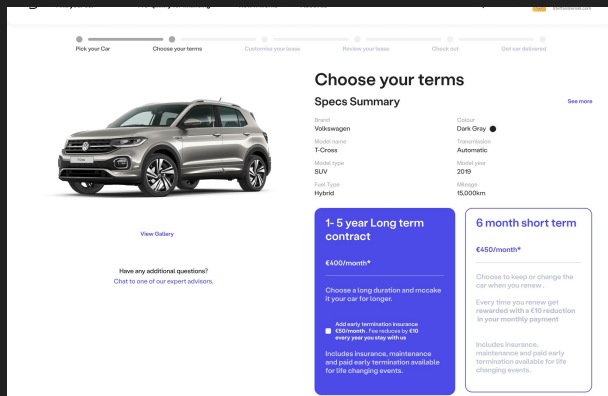 Pick your Car
Choose your terms
Customise your lease
Review your lease
Check out
Get car delivered
Choose your terms
Specs Summary
See more
Brand
Colour
Volkswagen
Dark Gray
Model name
Transmission
T-Cross
Automatic
Model type
Model year
SUV
2019
Fuel Type
Mileage
Hybrid
15,000km
View Gallery
Have any additional questions?
Chat to one of our expert advisors.
1- 5 year Long term
contract
€400/month*
Choose a long duration and mocake
it your car for longer.
Add early termination insurance
€50/month . Fee reduces by €10
every year you stay with us
Includes insurance, maintenance
and paid early termination available
for life changing events.
6 month short term
€450/month*
Choose to keep or change the
car when you renew .
Every time you renew get
rewarded with a €10 reduction
in your monthly payment
Includes insurance,
maintenance and paid early
termination available for life
changing events.